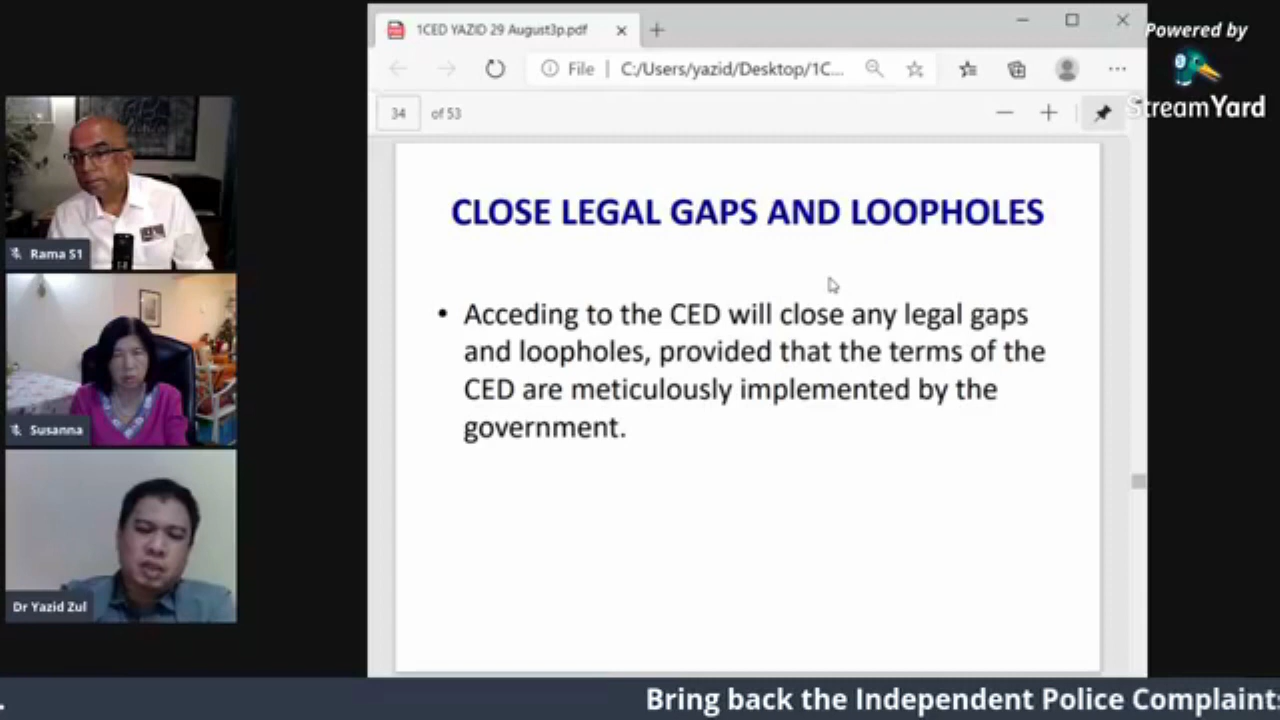 1CED YAZID 29 August3p.pdf
File | C:/Users/yazid/Desktop/1C...
34 of 53
Powered by
StreamYard
CLOSE LEGAL GAPS AND LOOPHOLES
• Acceding to the CED will close any legal gaps
and loopholes, provided that the terms of the
CED are meticulously implemented by the
government.
Rama S1
Susanna
Dr Yazid Zul
. Bring back the Independent Police Complaint